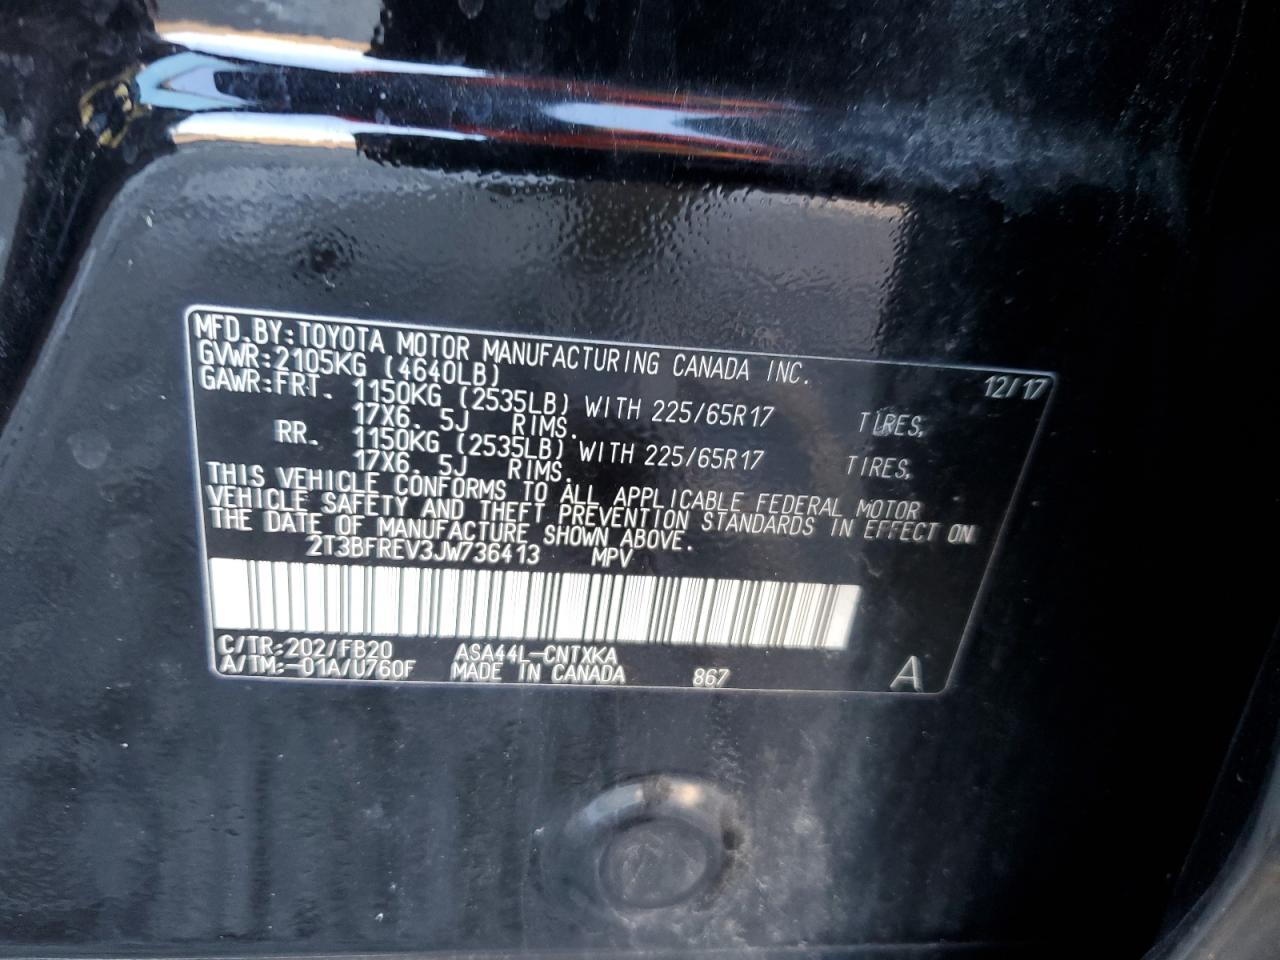 MFD.BY:TOYOTA MOTOR MANUFACTURING CANADA INC.
GVWR:2105KG (4640LB) 12/17
GAWR:FRT. 1150KG (2535LB) WITH 225/65R17 TIRES,
17X6. 5J RIMS.
RR. 1150KG (2535LB) WITH 225/65R17 TIRES,
17X6. 5J RIMS.
THIS VEHICLE CONFORMS TO ALL APPLICABLE FEDERAL MOTOR
VEHICLE SAFETY AND THEFT PREVENTION STANDARDS IN EFFECT ON
THE DATE OF MANUFACTURE SHOWN ABOVE.
2T3BFREV3JW736413 MPV
C/TR:202/FB20 ASA44L-CNTXKA
A/TM:-01A/U760F MADE IN CANADA 867 A